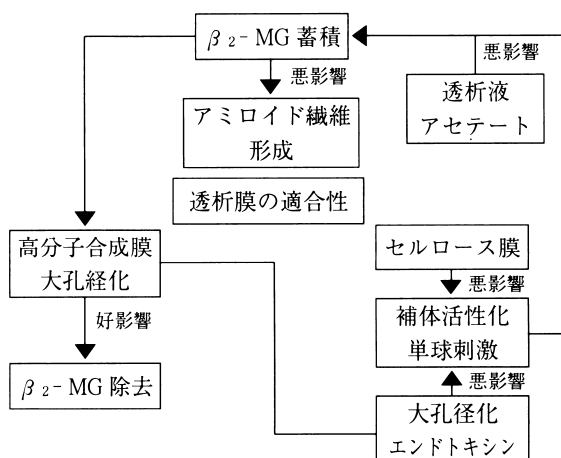 β₂-MG 蓄積
悪影響
悪影響
透析液
アセテート
アミロイド繊維
形成
透析膜の適合性
高分子合成膜
大孔経化
セルロース膜
悪影響
好影響
補体活性化
単球刺激
β₂-MG 除去
悪影響
大孔径化
エンドトキシン